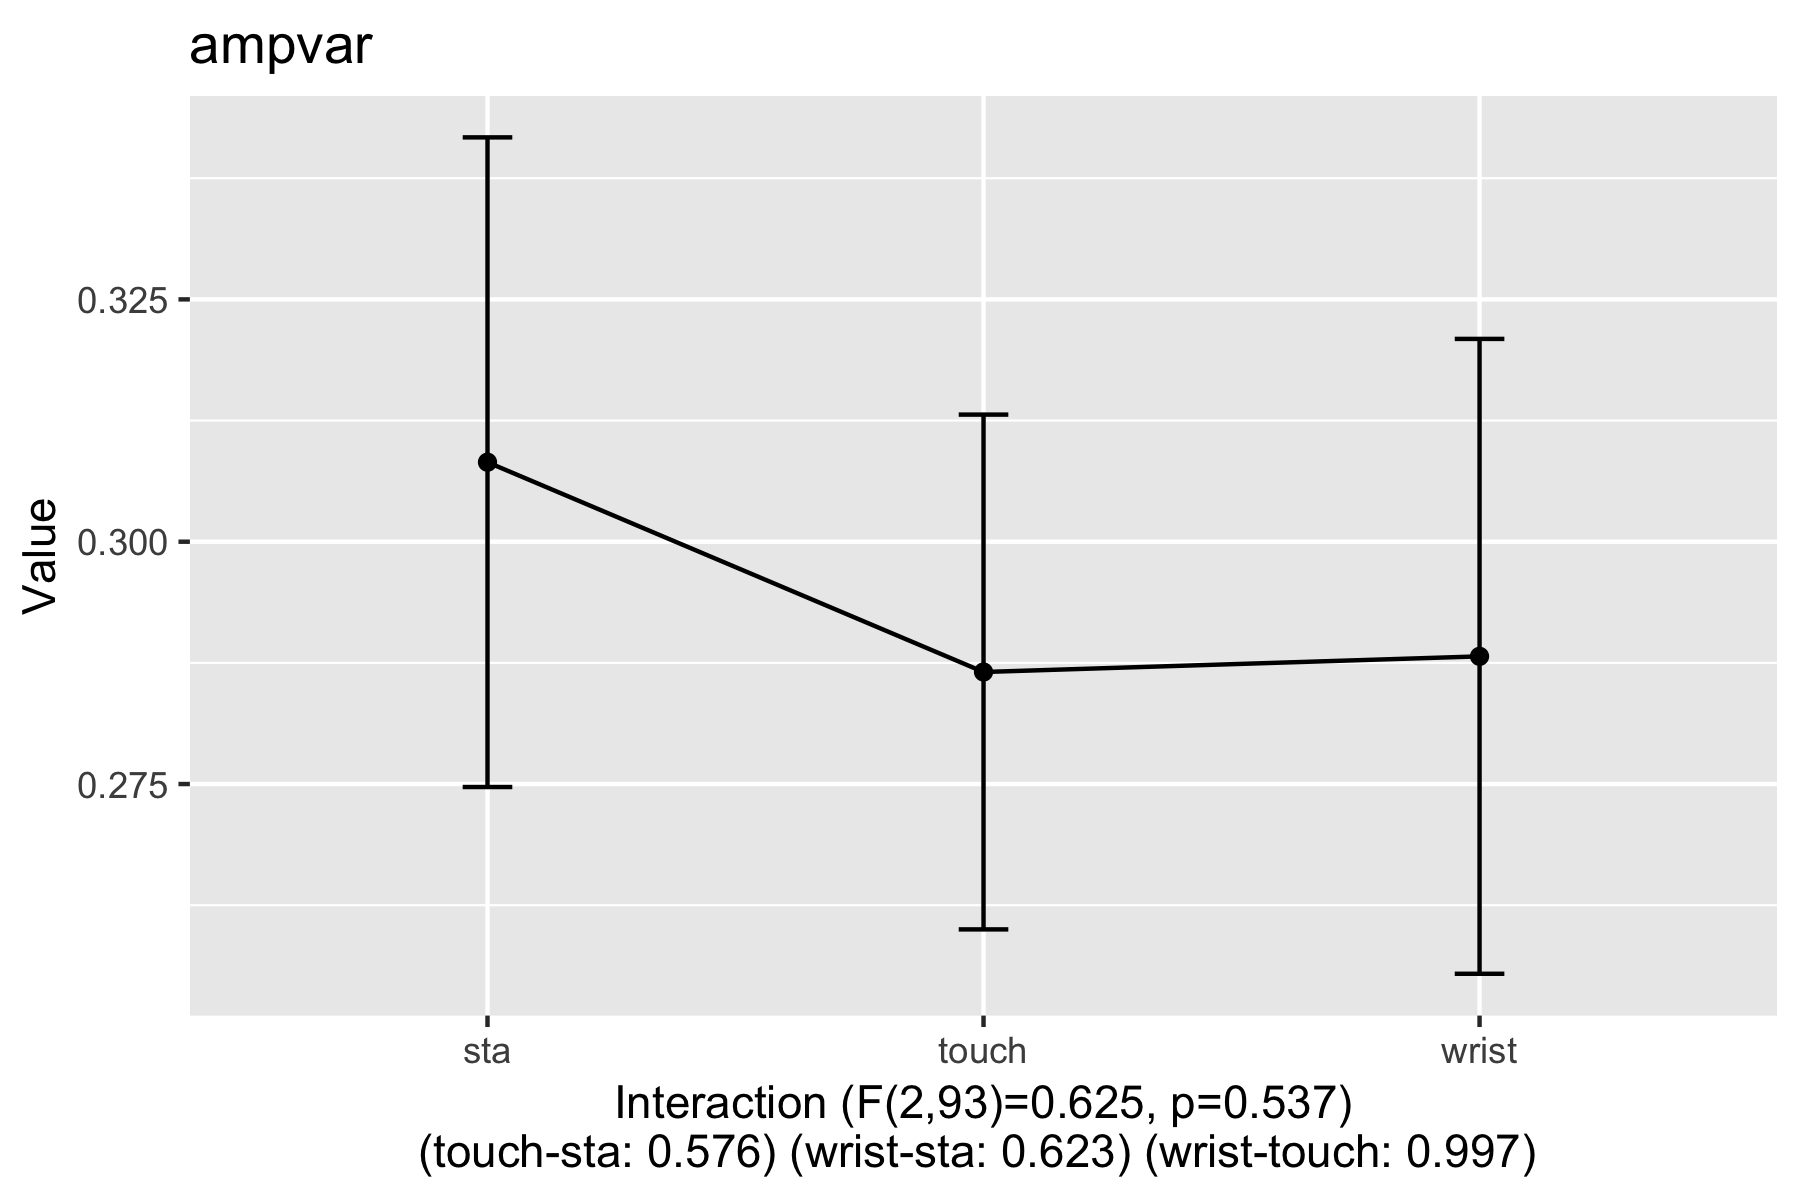 ampvar
Value
0.325
0.300
0.275
sta
touch
wrist
Interaction (F(2,93)=0.625, p=0.537)
(touch-sta: 0.576) (wrist-sta: 0.623) (wrist-touch: 0.997)